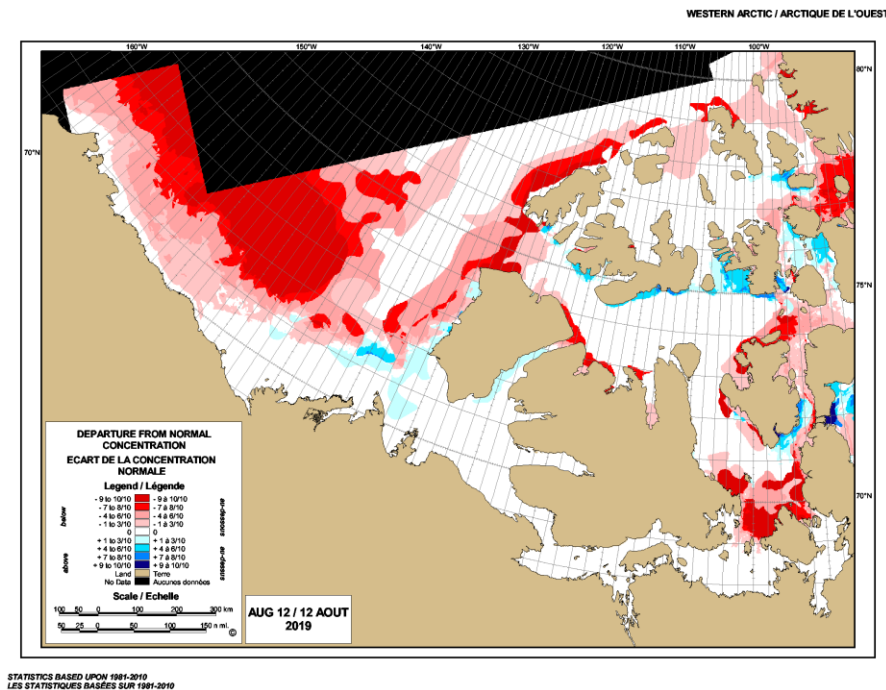 WESTERN ARCTIC / ARCTIQUE DE L'OUEST
160°W
150°W
140°W
130°W
120°W
110°W
100°W
80°N
70°N
75°N
70°N
DEPARTURE FROM NORMAL
CONCENTRATION
ECART DE LA CONCENTRATION
NORMALE
Legend / Légende
below
- 9 to 10/10 - 9 à 10/10
- 7 to 8/10 - 7 à 8/10
- 4 to 6/10 - 4 à 6/10
- 1 to 3/10 - 1 à 3/10
en-dessous
0 0
above
+ 1 to 3/10 + 1 à 3/10
+ 4 to 6/10 + 4 à 6/10
+ 7 to 8/10 + 7 à 8/10
+ 9 to 10/10 + 9 à 10/10
au-dessus
Land Terre
No Data Aucunes données
Scale / Echelle
100 50 0 100 200 300 km
50 25 0 50 100 150 n mi.
©
AUG 12 / 12 AOUT
2019
STATISTICS BASED UPON 1981-2010
LES STATISTIQUES BASÉES SUR 1981-2010